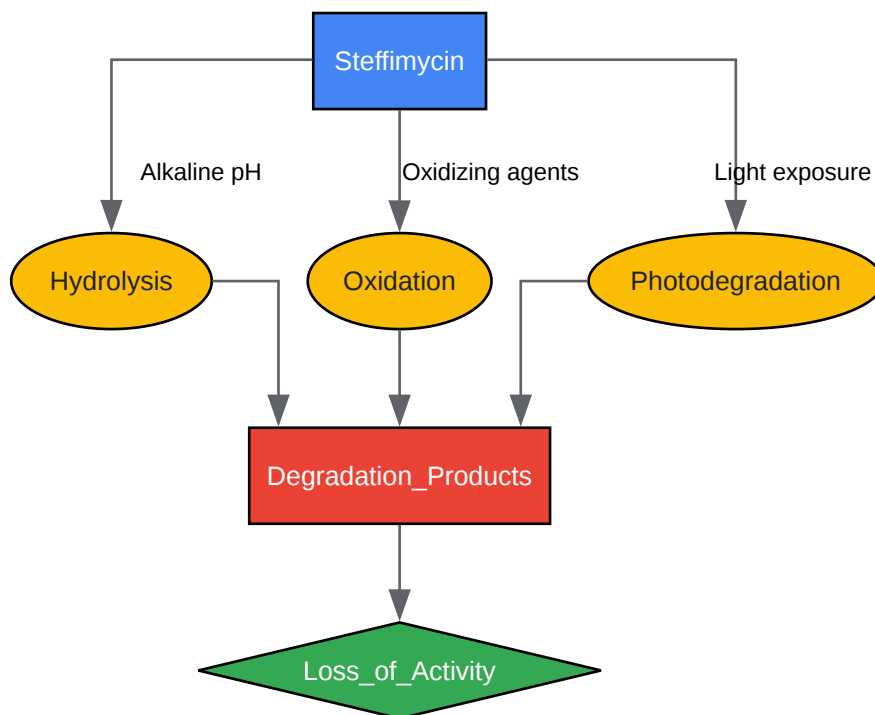 Steffimycin
Alkaline pH
Oxidizing agents
Light exposure
Hydrolysis
Oxidation
Photodegradation
Degradation_Products
Loss_of_Activity